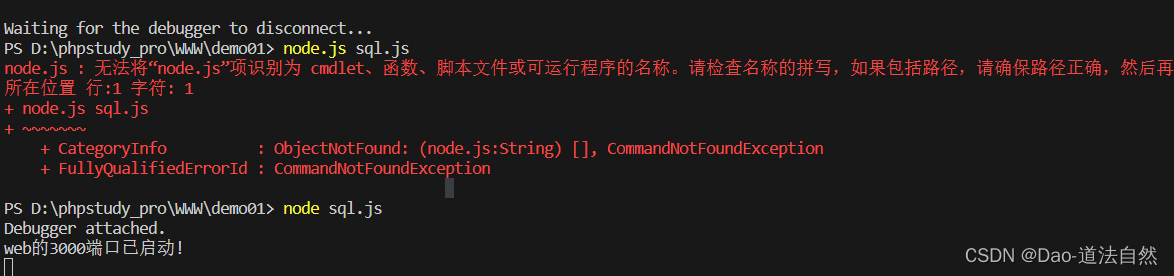 Waiting for the debugger to disconnect...
PS D:\phpstudy_pro\WWW\demo01> node.js sql.js
node.js : 无法将“node.js”项识别为 cmdlet、函数、脚本文件或可运行程序的名称。请检查名称的拼写，如果包括路径，请确保路径正确，然后再
所在位置 行:1 字符: 1
+ node.js sql.js
+ ~~~~~~~
    + CategoryInfo          : ObjectNotFound: (node.js:String) [], CommandNotFoundException
    + FullyQualifiedErrorId : CommandNotFoundException
PS D:\phpstudy_pro\WWW\demo01> node sql.js
Debugger attached.
web的3000端口已启动!
CSDN @Dao-道法自然